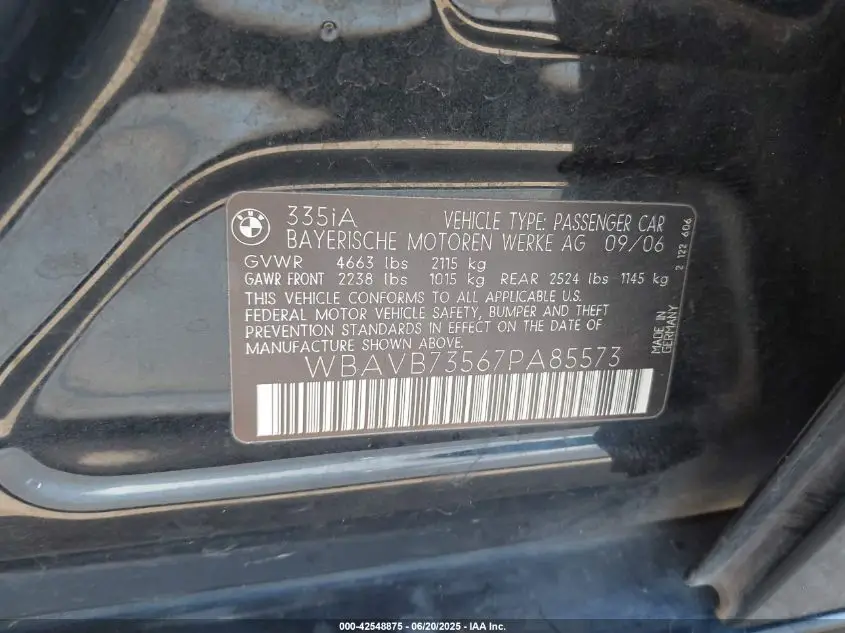 BMW
335iA VEHICLE TYPE: PASSENGER CAR
BAYERISCHE MOTOREN WERKE AG 09/06
GVWR 4663 lbs 2115 kg
GAWR FRONT 2238 lbs 1015 kg REAR 2524 lbs 1145 kg
THIS VEHICLE CONFORMS TO ALL APPLICABLE U.S.
FEDERAL MOTOR VEHICLE SAFETY, BUMPER AND THEFT
PREVENTION STANDARDS IN EFFECT ON THE DATE OF
MANUFACTURE SHOWN ABOVE.
WBAVB73567PA85573
2 122 606
MADE IN
GERMANY
000-42548875 - 06/20/2025 - IAA Inc.